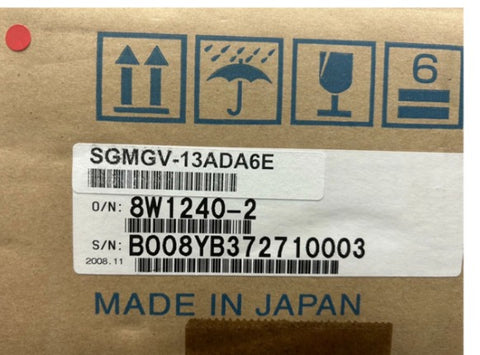 6
SGMGV-13ADA6E
O/N: 8W1240-2
S/N: B008YB372710003
2008.11
MADE IN JAPAN